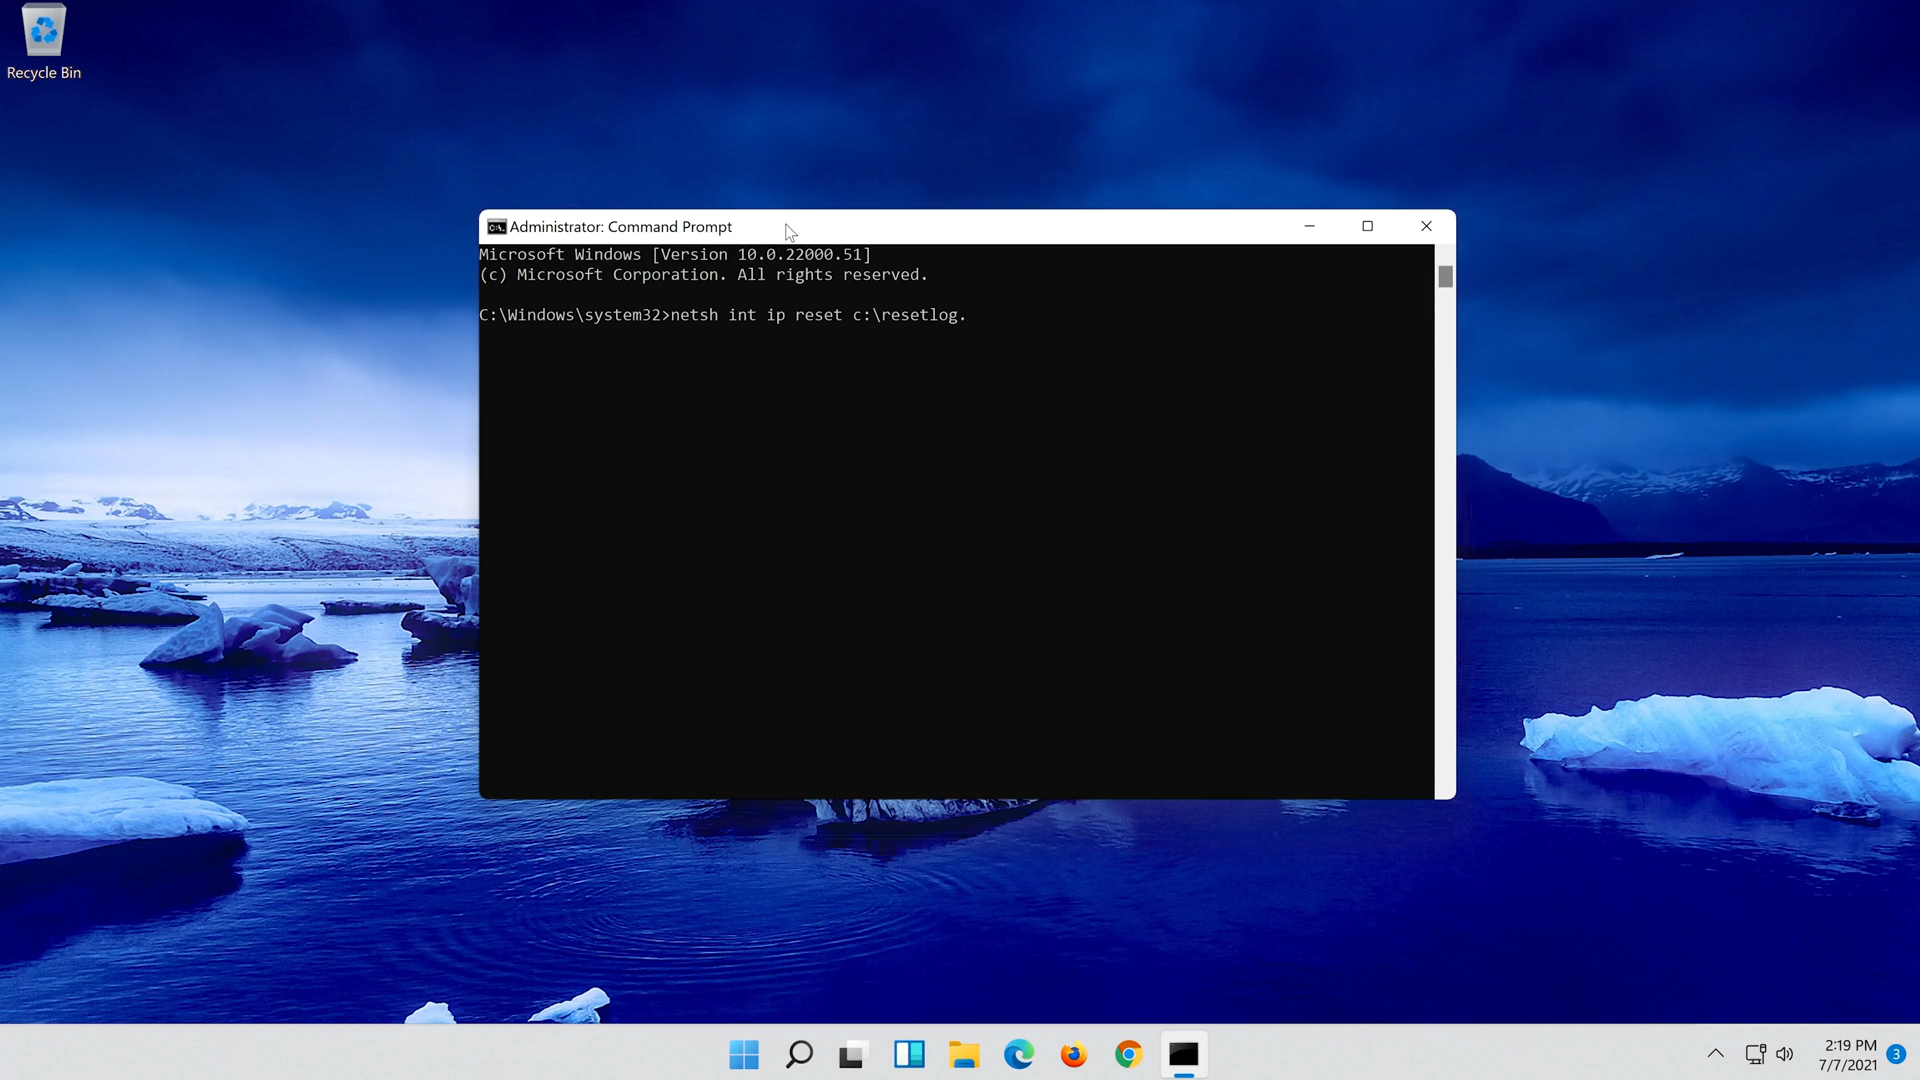 Recycle Bin
Administrator: Command Prompt
Microsoft Windows [Version 10.0.22000.51]
(c) Microsoft Corporation. All rights reserved.
C:\Windows\system32>netsh int ip reset c:\resetlog.
2:19 PM
7/7/2021
3